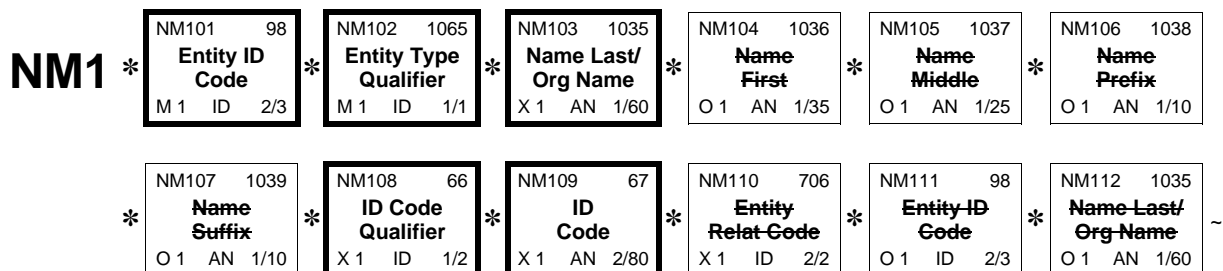 NM101 98 NM102 1065 NM103 1035 NM104 1036 NM105 1037 NM106 1038
NM1 * Entity ID * Entity Type * Name Last/ * Name * Name * Name
Code Qualifier Org Name First Middle Prefix
M 1 ID 2/3 M 1 ID 1/1 X 1 AN 1/60 O 1 AN 1/35 O 1 AN 1/25 O 1 AN 1/10
NM107 1039 NM108 66 NM109 67 NM110 706 NM111 98 NM112 1035
* Name * ID Code * ID * Entity * Entity ID * Name Last/ ~
Suffix Qualifier Code Relat Code Code Org Name
O 1 AN 1/10 X 1 ID 1/2 X 1 AN 2/80 X 1 ID 2/2 O 1 ID 2/3 O 1 AN 1/60